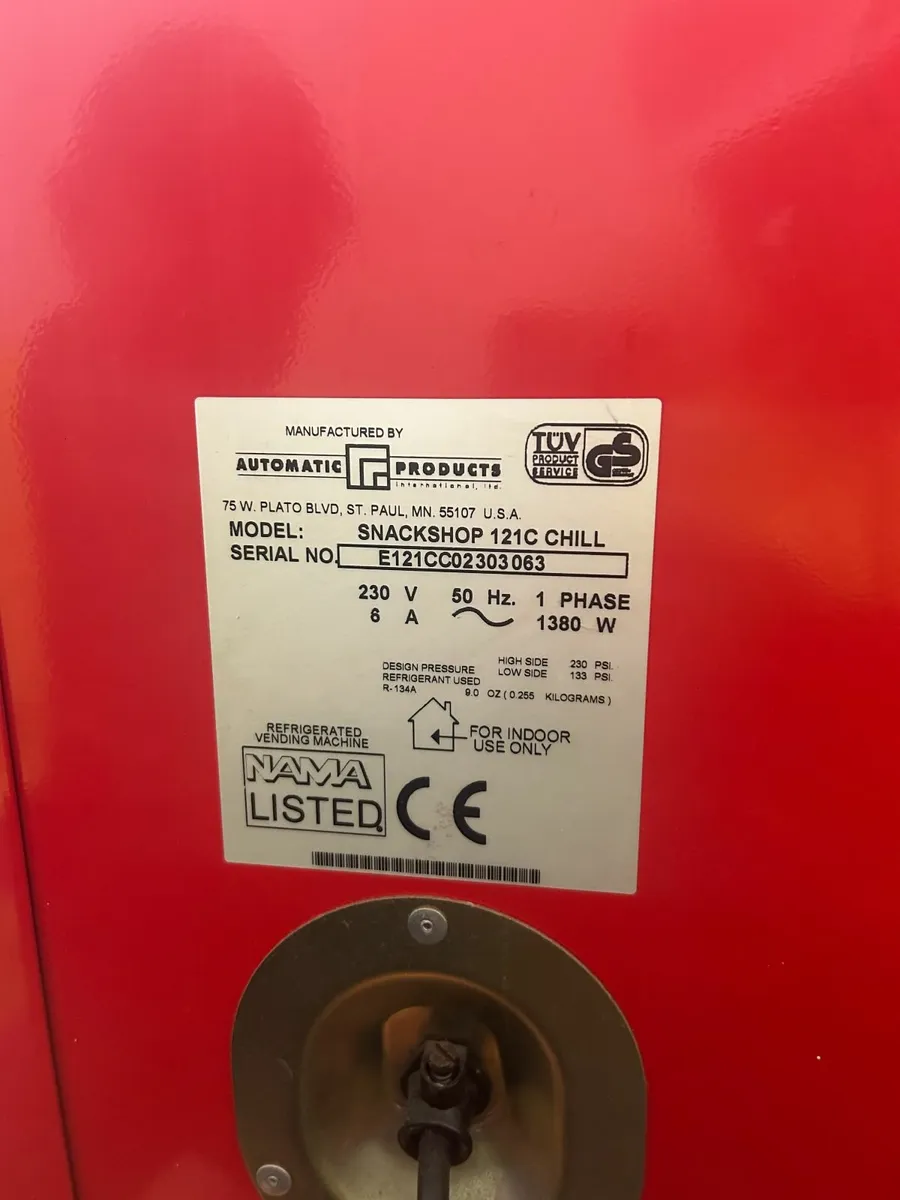 MANUFACTURED BY
AUTOMATIC PRODUCTS
international, ltd.
TÜV
PRODUCT
SERVICE
GS
75 W. PLATO BLVD, ST. PAUL, MN. 55107 U.S.A.
MODEL: SNACKSHOP 121C CHILL
SERIAL NO. E121CC02303063
230 V 50 Hz. 1 PHASE
6 A 1380 W
DESIGN PRESSURE HIGH SIDE 230 PSI.
LOW SIDE 133 PSI.
REFRIGERANT USED
R-134A 9.0 OZ ( 0.255 KILOGRAMS )
FOR INDOOR
USE ONLY
REFRIGERATED
VENDING MACHINE
NAMA
LISTED
CE